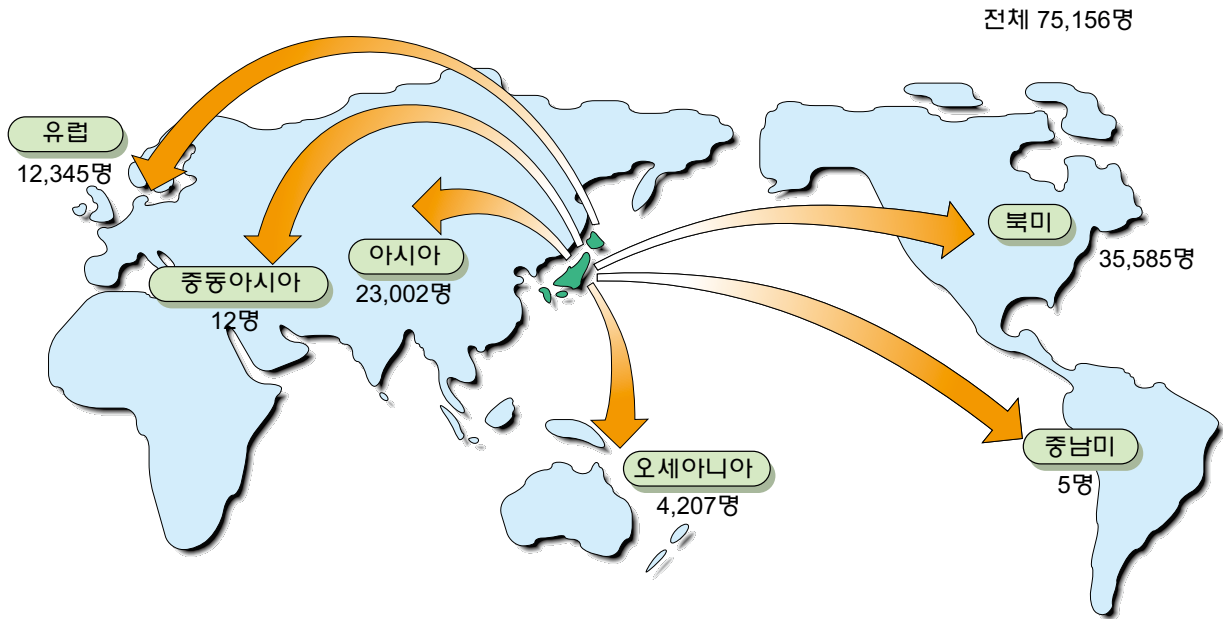 전체 75,156명
유럽
12,345명
북미
35,585명
아시아
23,002명
중동아시아
12명
중남미
5명
오세아니아
4,207명